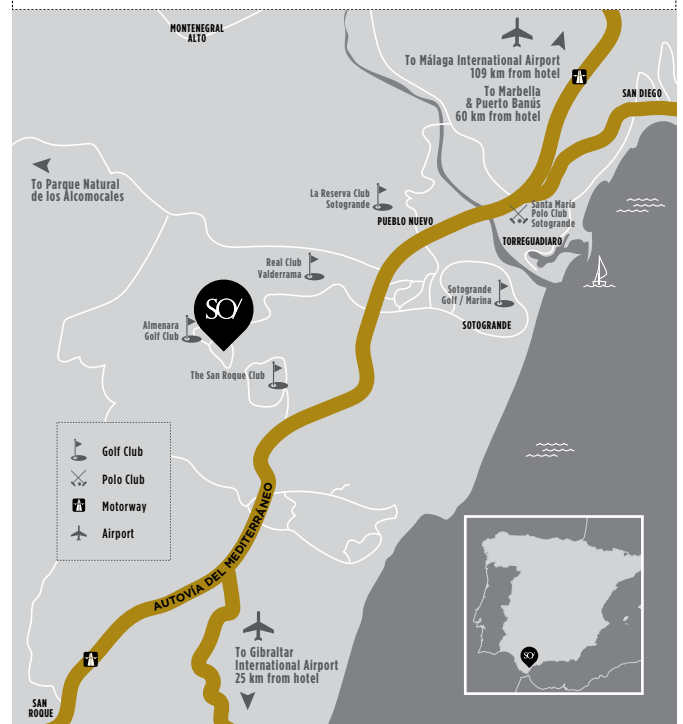 MONTENEGRAL
ALTO
To Málaga International Airport
109 km from hotel
To Marbella
& Puerto Banús
60 km from hotel
SAN DIEGO
To Parque Natural
de los Alcornocales
La Reserva Club
Sotogrande
PUEBLO NUEVO
Santa María
Polo Club
Sotogrande
TORREGUADIARO
Real Club
Valderrama
Sotogrande
Golf / Marina
SOTOGRANDE
SO/
Almenara
Golf Club
The San Roque Club
Golf Club
Polo Club
Motorway
Airport
AUTOVÍA DEL MEDITERRÁNEO
To Gibraltar
International Airport
25 km from hotel
SAN
ROQUE
SO/